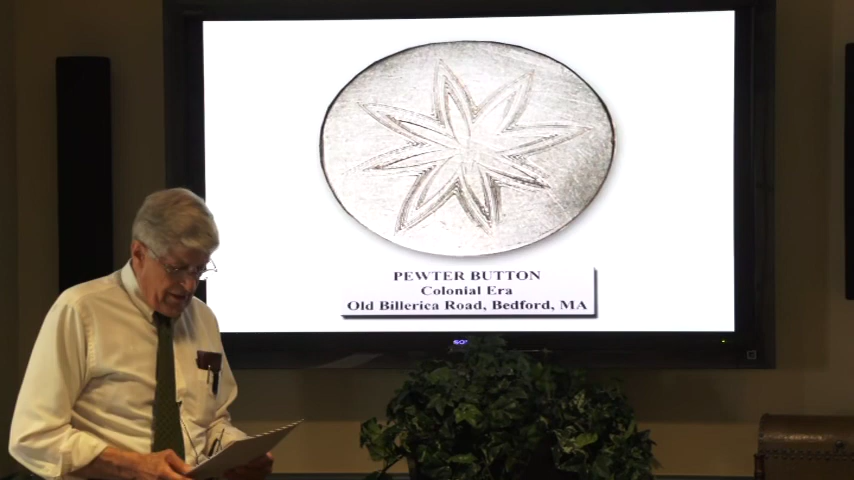 PEWTER BUTTON
Colonial Era
Old Billerica Road, Bedford, MA